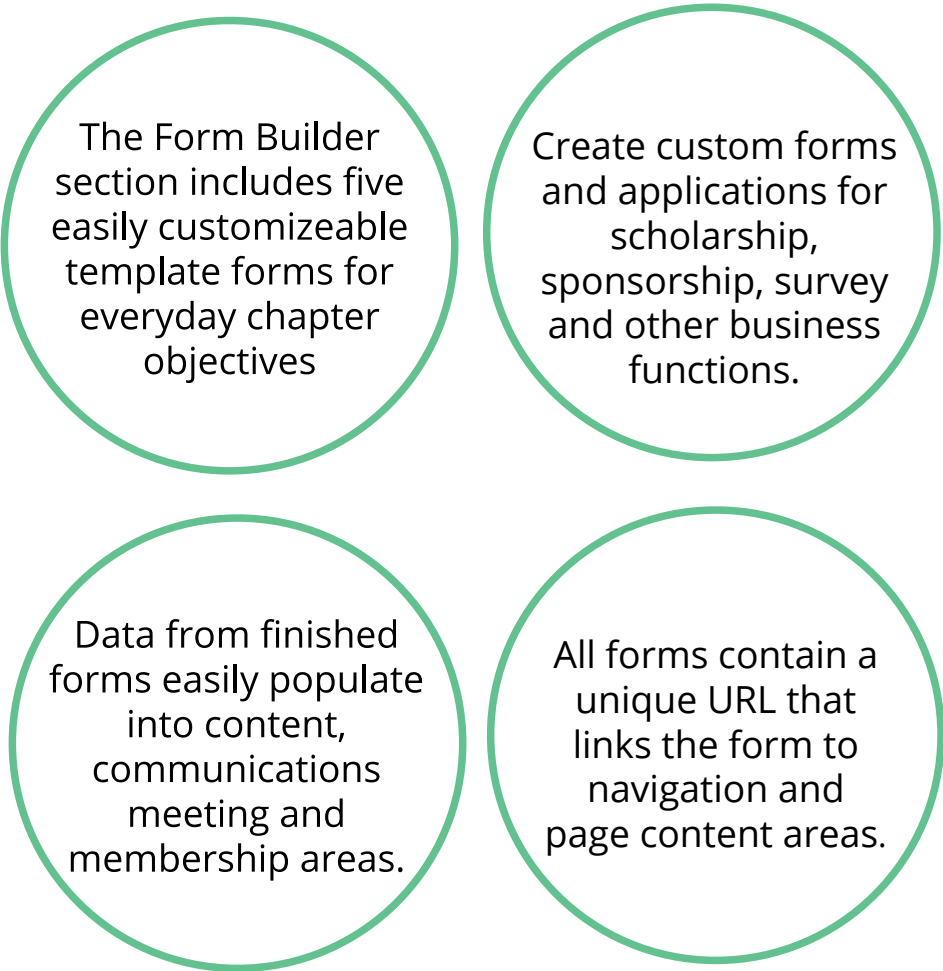 The Form Builder
section includes five
easily customizeable
template forms for
everyday chapter
objectives
Create custom forms
and applications for
scholarship,
sponsorship, survey
and other business
functions.
Data from finished
forms easily populate
into content,
communications
meeting and
membership areas.
All forms contain a
unique URL that
links the form to
navigation and
page content areas.